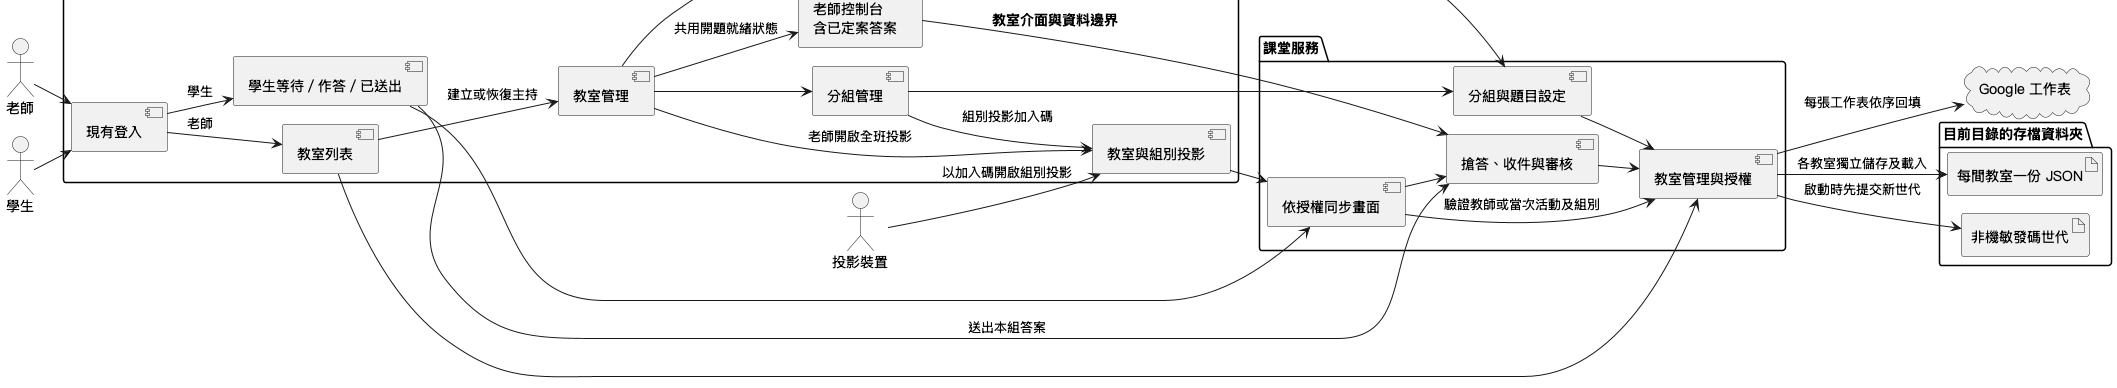 老師控制台
含已定案答案
教室介面與資料邊界
共用開題就緒狀態
課堂服務
老師
學生
學生等待 / 作答 / 已送出
建立或恢復主持
教室管理
分組管理
分組與題目設定
Google 工作表
每張工作表依序回填
現有登入
老師
組別投影加入碼
老師開啟全班投影
目前目錄的存檔資料夾
教室列表
教室與組別投影
搶答、收件與審核
各教室獨立儲存及載入
每間教室一份 JSON
以加入碼開啟組別投影
教室管理與授權
啟動時先提交新世代
學生
依授權同步畫面
驗證教師或當次活動及組別
非機敏發碼世代
投影裝置
送出本組答案